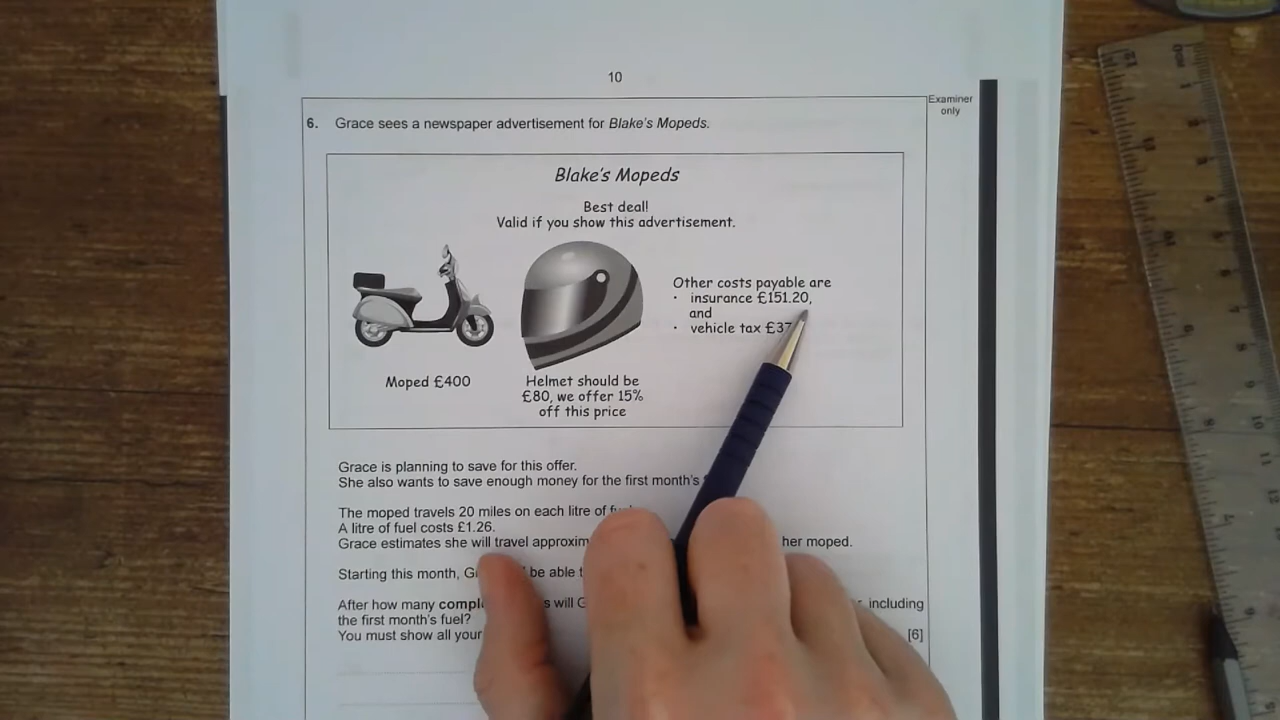 10
Examiner
only
6. Grace sees a newspaper advertisement for Blake's Mopeds.
Blake's Mopeds
Best deal!
Valid if you show this advertisement.
Other costs payable are
• insurance £151.20,
and
• vehicle tax £37
Moped £400
Helmet should be
£80, we offer 15%
off this price
Grace is planning to save for this offer.
She also wants to save enough money for the first month's
The moped travels 20 miles on each litre of
A litre of fuel costs £1.26.
Grace estimates she will travel her moped.
Starting this month, be able
After how many will including
the first month's fuel?
You must show all your [6]